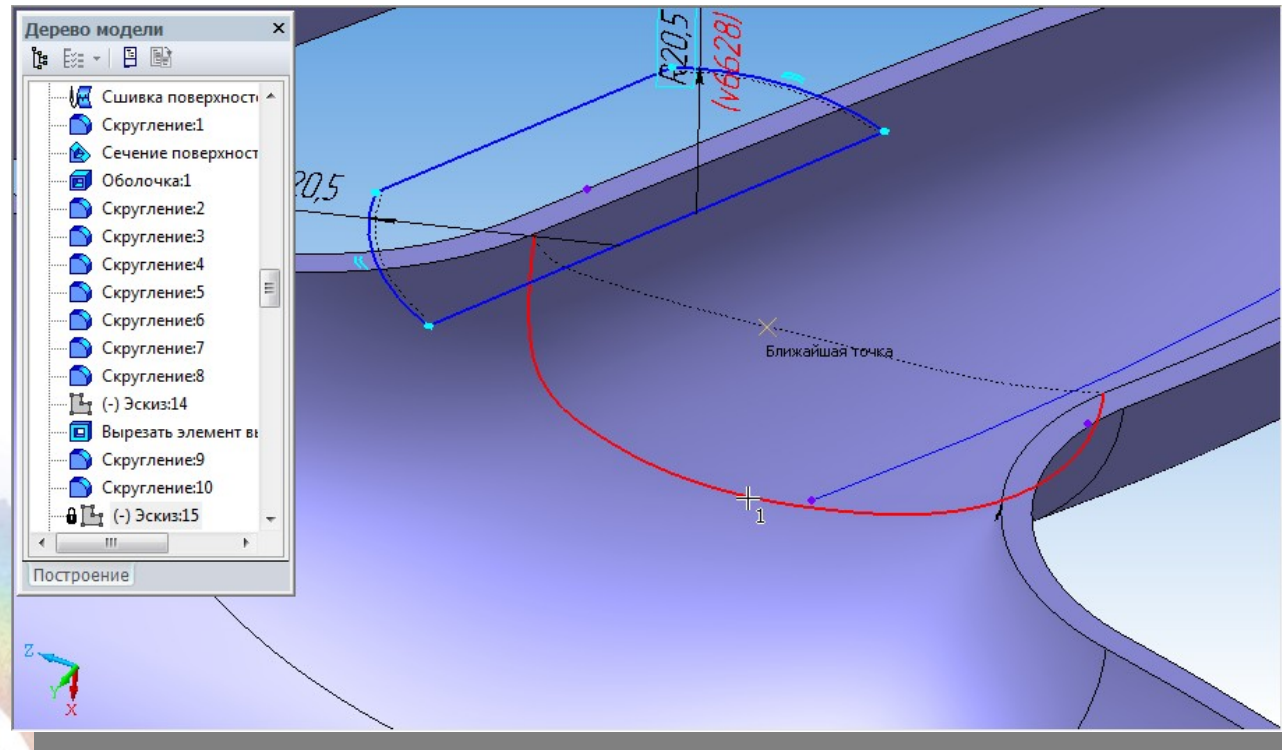 Дерево модели
Сшивка поверхносте
Скругление:1
Сечение поверхност
Оболочка:1
Скругление:2
Скругление:3
Скругление:4
Скругление:5
Скругление:6
Скругление:7
Скругление:8
(-) Эскиз:14
Вырезать элемент вы
Скругление:9
Скругление:10
(-) Эскиз:15
Построение
R20,5
(v6628)
20,5
Ближайшая точка
1
Z
Y
X